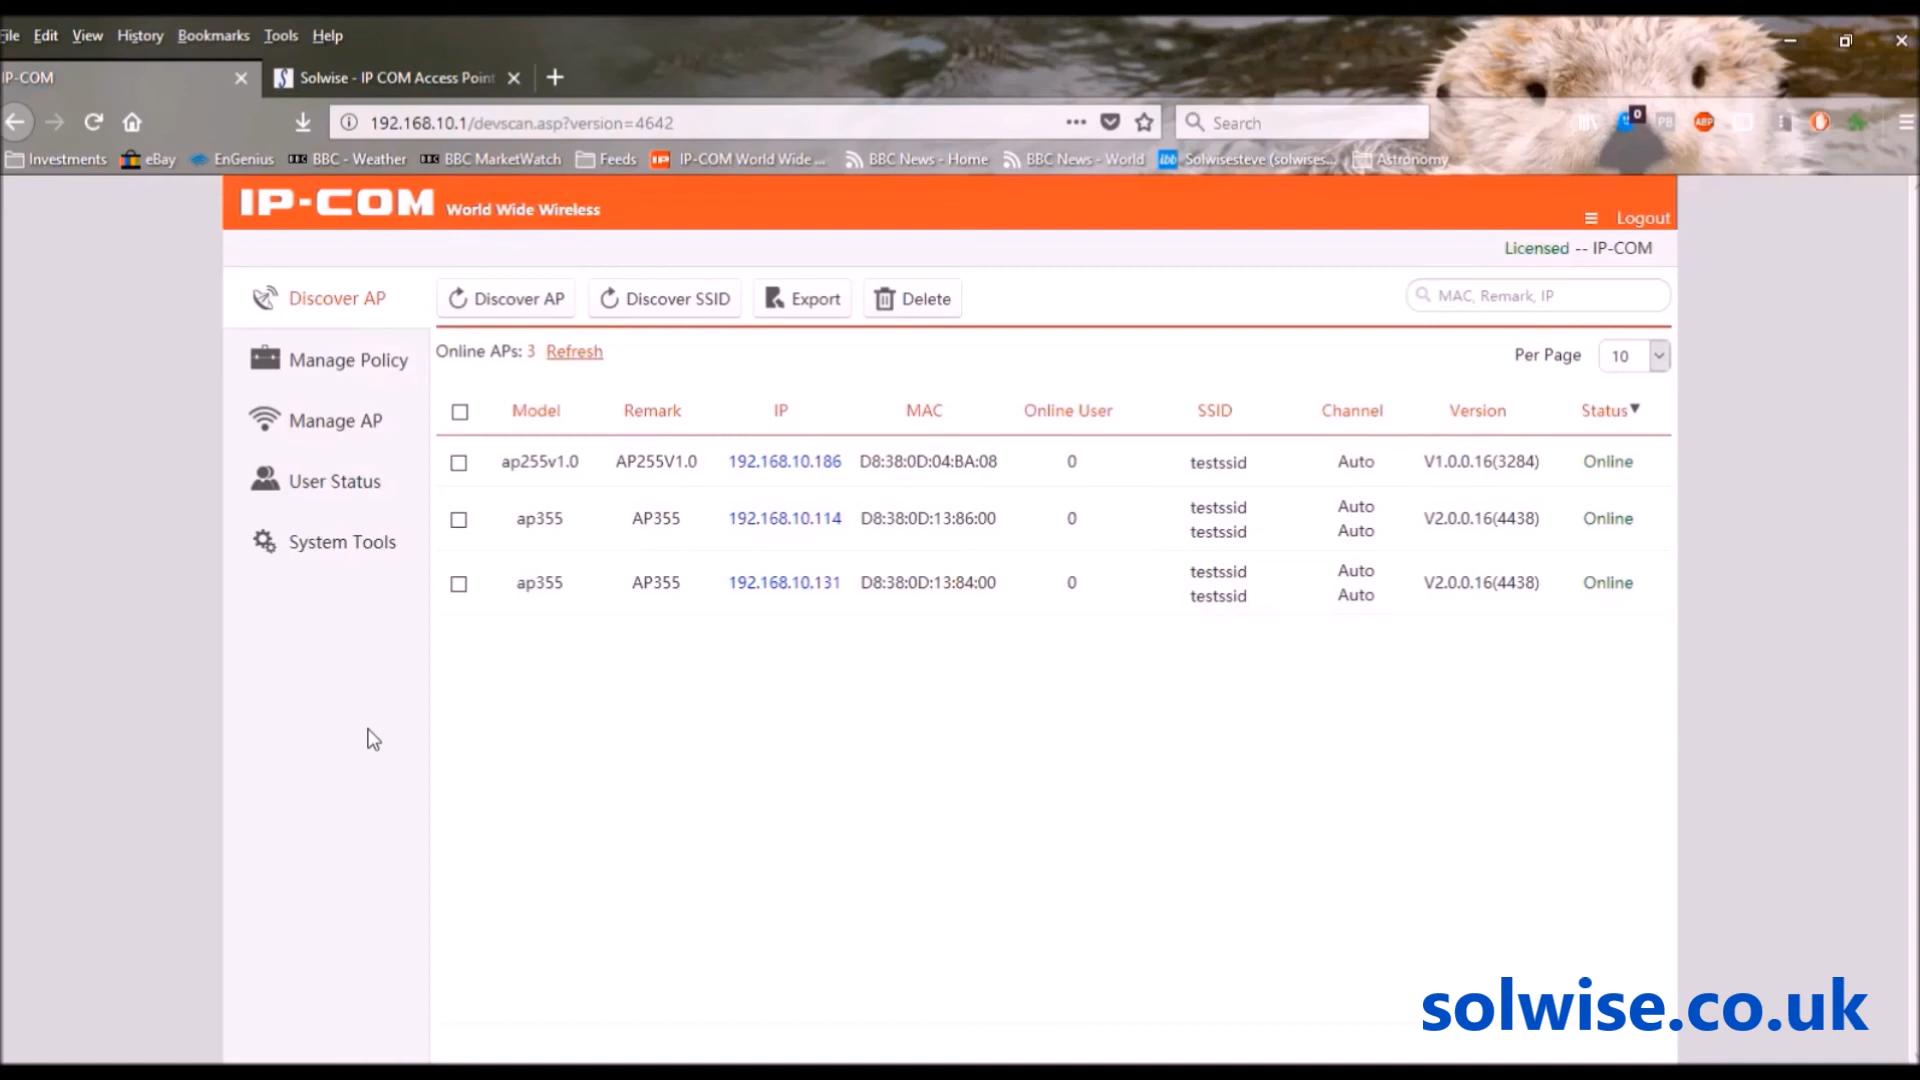 File Edit View History Bookmarks Tools Help
IP-COM
Solwise - IP COM Access Point
192.168.10.1/devscan.asp?version=4642
Search
0
PB
ABP
Investments eBay EnGenius BBC - Weather BBC MarketWatch Feeds IP-COM World Wide ... BBC News - Home BBC News - World Solwisesteve (solwises... Astronomy
IP-COM World Wide Wireless
Logout
Licensed -- IP-COM
Discover AP
Manage Policy
Manage AP
User Status
System Tools
Discover AP Discover SSID Export Delete
MAC, Remark, IP
Online APs: 3 Refresh
Per Page 10
Model Remark IP MAC Online User SSID Channel Version Status
ap255v1.0 AP255V1.0 192.168.10.186 D8:38:0D:04:BA:08 0 testssid Auto V1.0.0.16(3284) Online
ap355 AP355 192.168.10.114 D8:38:0D:13:86:00 0 testssid Auto V2.0.0.16(4438) Online
testssid Auto
ap355 AP355 192.168.10.131 D8:38:0D:13:84:00 0 testssid Auto V2.0.0.16(4438) Online
testssid Auto
solwise.co.uk